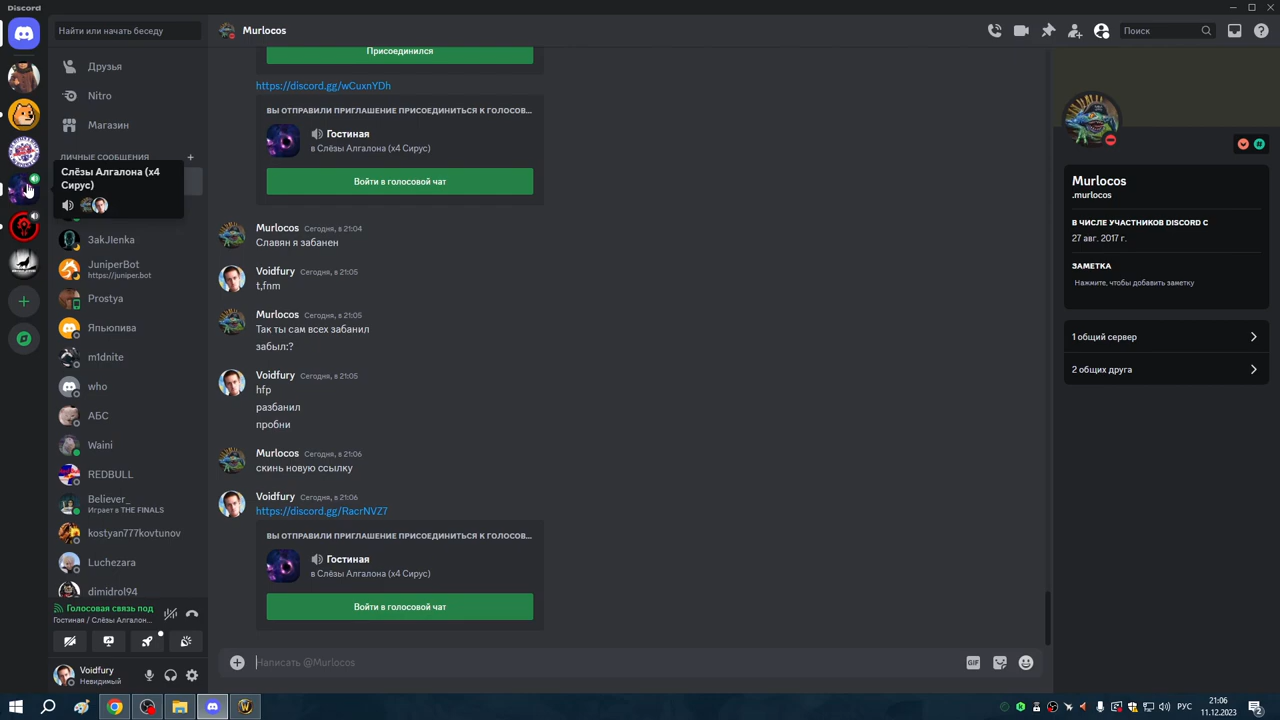 Discord
Найти или начать беседу
Murlocos
Поиск
Друзья
Nitro
Магазин
ЛИЧНЫЕ СООБЩЕНИЯ
Слёзы Алгалона (x4
Сирус)
3akJIenka
JuniperBot
https://juniper.bot
Prostya
Япьюпива
m1dnite
who
АБС
Waini
REDBULL
Believer_
Играет в THE FINALS
kostyan777kovtunov
Luchezara
dimidrol94
Голосовая связь под
Гостиная / Слёзы Алгалон...
Voidfury
Невидимый
Присоединился
https://discord.gg/wCuxnYDh
ВЫ ОТПРАВИЛИ ПРИГЛАШЕНИЕ ПРИСОЕДИНИТЬСЯ К ГОЛОСОВ...
Гостиная
в Слёзы Алгалона (x4 Сирус)
Войти в голосовой чат
Murlocos Сегодня, в 21:04
Славян я забанен
Voidfury Сегодня, в 21:05
t,fnm
Murlocos Сегодня, в 21:05
Так ты сам всех забанил
забыл:?
Voidfury Сегодня, в 21:05
hfp
разбанил
пробни
Murlocos Сегодня, в 21:06
скинь новую ссылку
Voidfury Сегодня, в 21:06
https://discord.gg/RacrNVZ7
ВЫ ОТПРАВИЛИ ПРИГЛАШЕНИЕ ПРИСОЕДИНИТЬСЯ К ГОЛОСОВ...
Гостиная
в Слёзы Алгалона (x4 Сирус)
Войти в голосовой чат
Написать @Murlocos
GIF
Murlocos
.murlocos
В ЧИСЛЕ УЧАСТНИКОВ DISCORD С
27 авг. 2017 г.
ЗАМЕТКА
Нажмите, чтобы добавить заметку
1 общий сервер
2 общих друга
РУС
21:06
11.12.2023
2